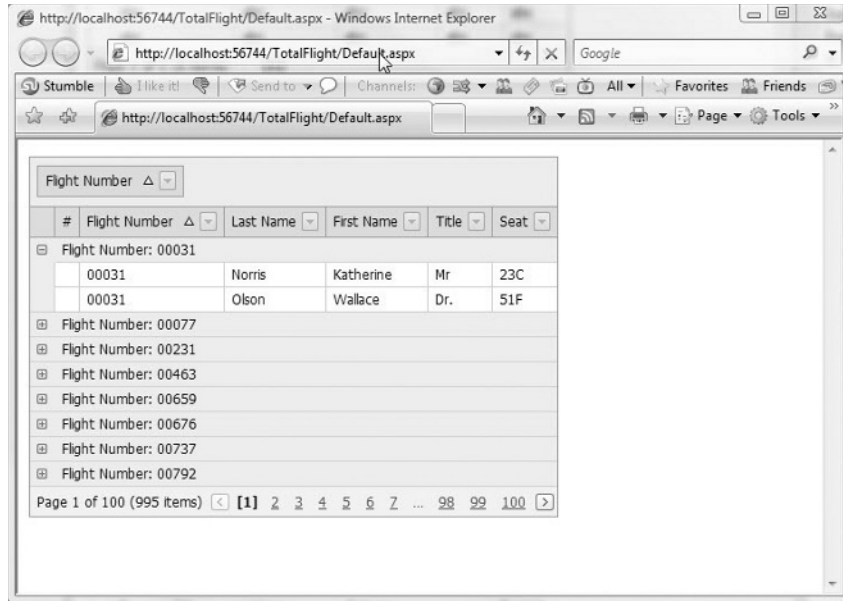 http://localhost:56744/TotalFlight/Default.aspx - Windows Internet Explorer
http://localhost:56744/TotalFlight/Default.aspx Google
Stumble I like it! Send to Channels: All Favorites Friends
http://localhost:56744/TotalFlight/Default.aspx Page Tools
Flight Number
# Flight Number Last Name First Name Title Seat
Flight Number: 00031
00031 Norris Katherine Mr 23C
00031 Olson Wallace Dr. 51F
Flight Number: 00077
Flight Number: 00231
Flight Number: 00463
Flight Number: 00659
Flight Number: 00676
Flight Number: 00737
Flight Number: 00792
Page 1 of 100 (995 items) [1] 2 3 4 5 6 7 ... 98 99 100